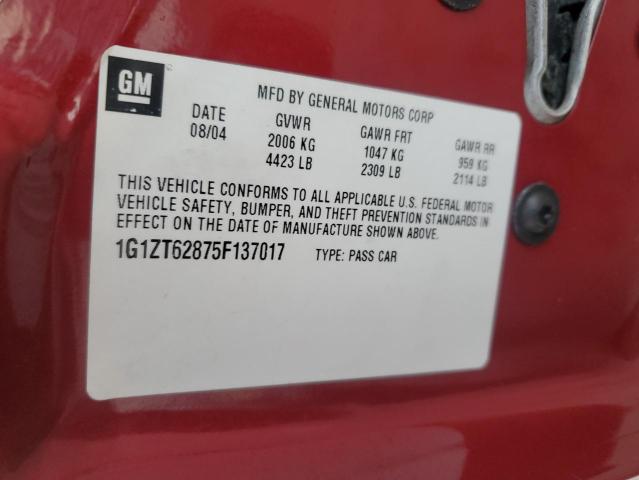 GM
MFD BY GENERAL MOTORS CORP
DATE GVWR GAWR FRT GAWR RR
08/04 2006 KG 1047 KG 959 KG
4423 LB 2309 LB 2114 LB
THIS VEHICLE CONFORMS TO ALL APPLICABLE U.S. FEDERAL MOTOR
VEHICLE SAFETY, BUMPER, AND THEFT PREVENTION STANDARDS IN
EFFECT ON THE DATE OF MANUFACTURE SHOWN ABOVE.
1G1ZT62875F137017 TYPE: PASS CAR